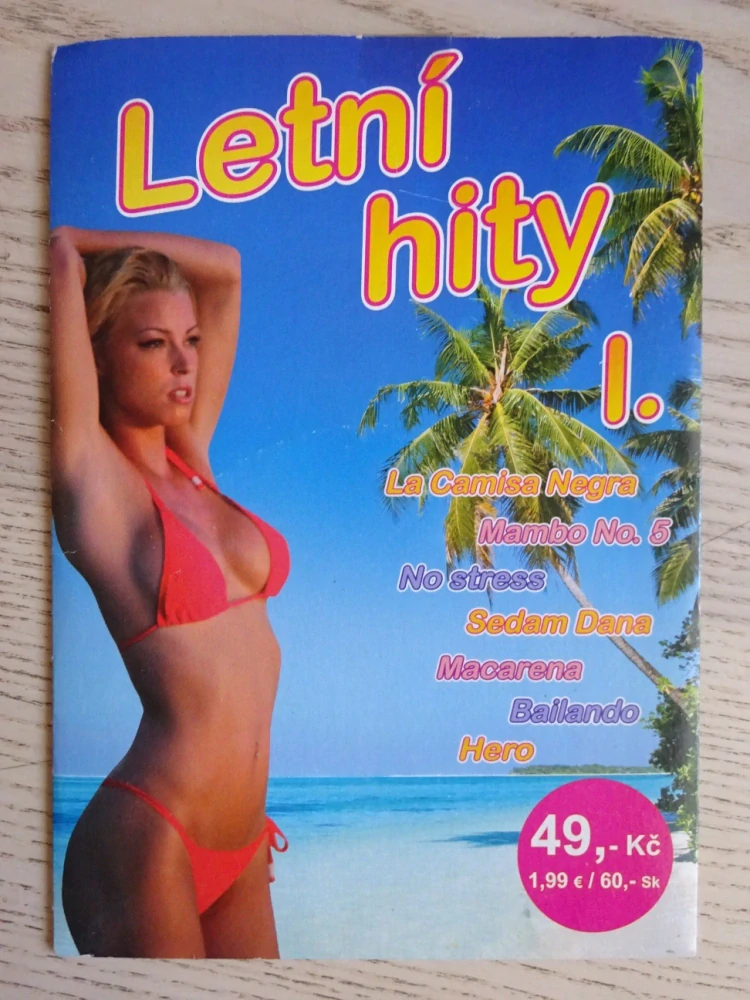 Letní
hity
I.
La Camisa Negra
Mambo No. 5
No stress
Sedam Dana
Macarena
Bailando
Hero
49,- Kč
1,99 € / 60,- Sk